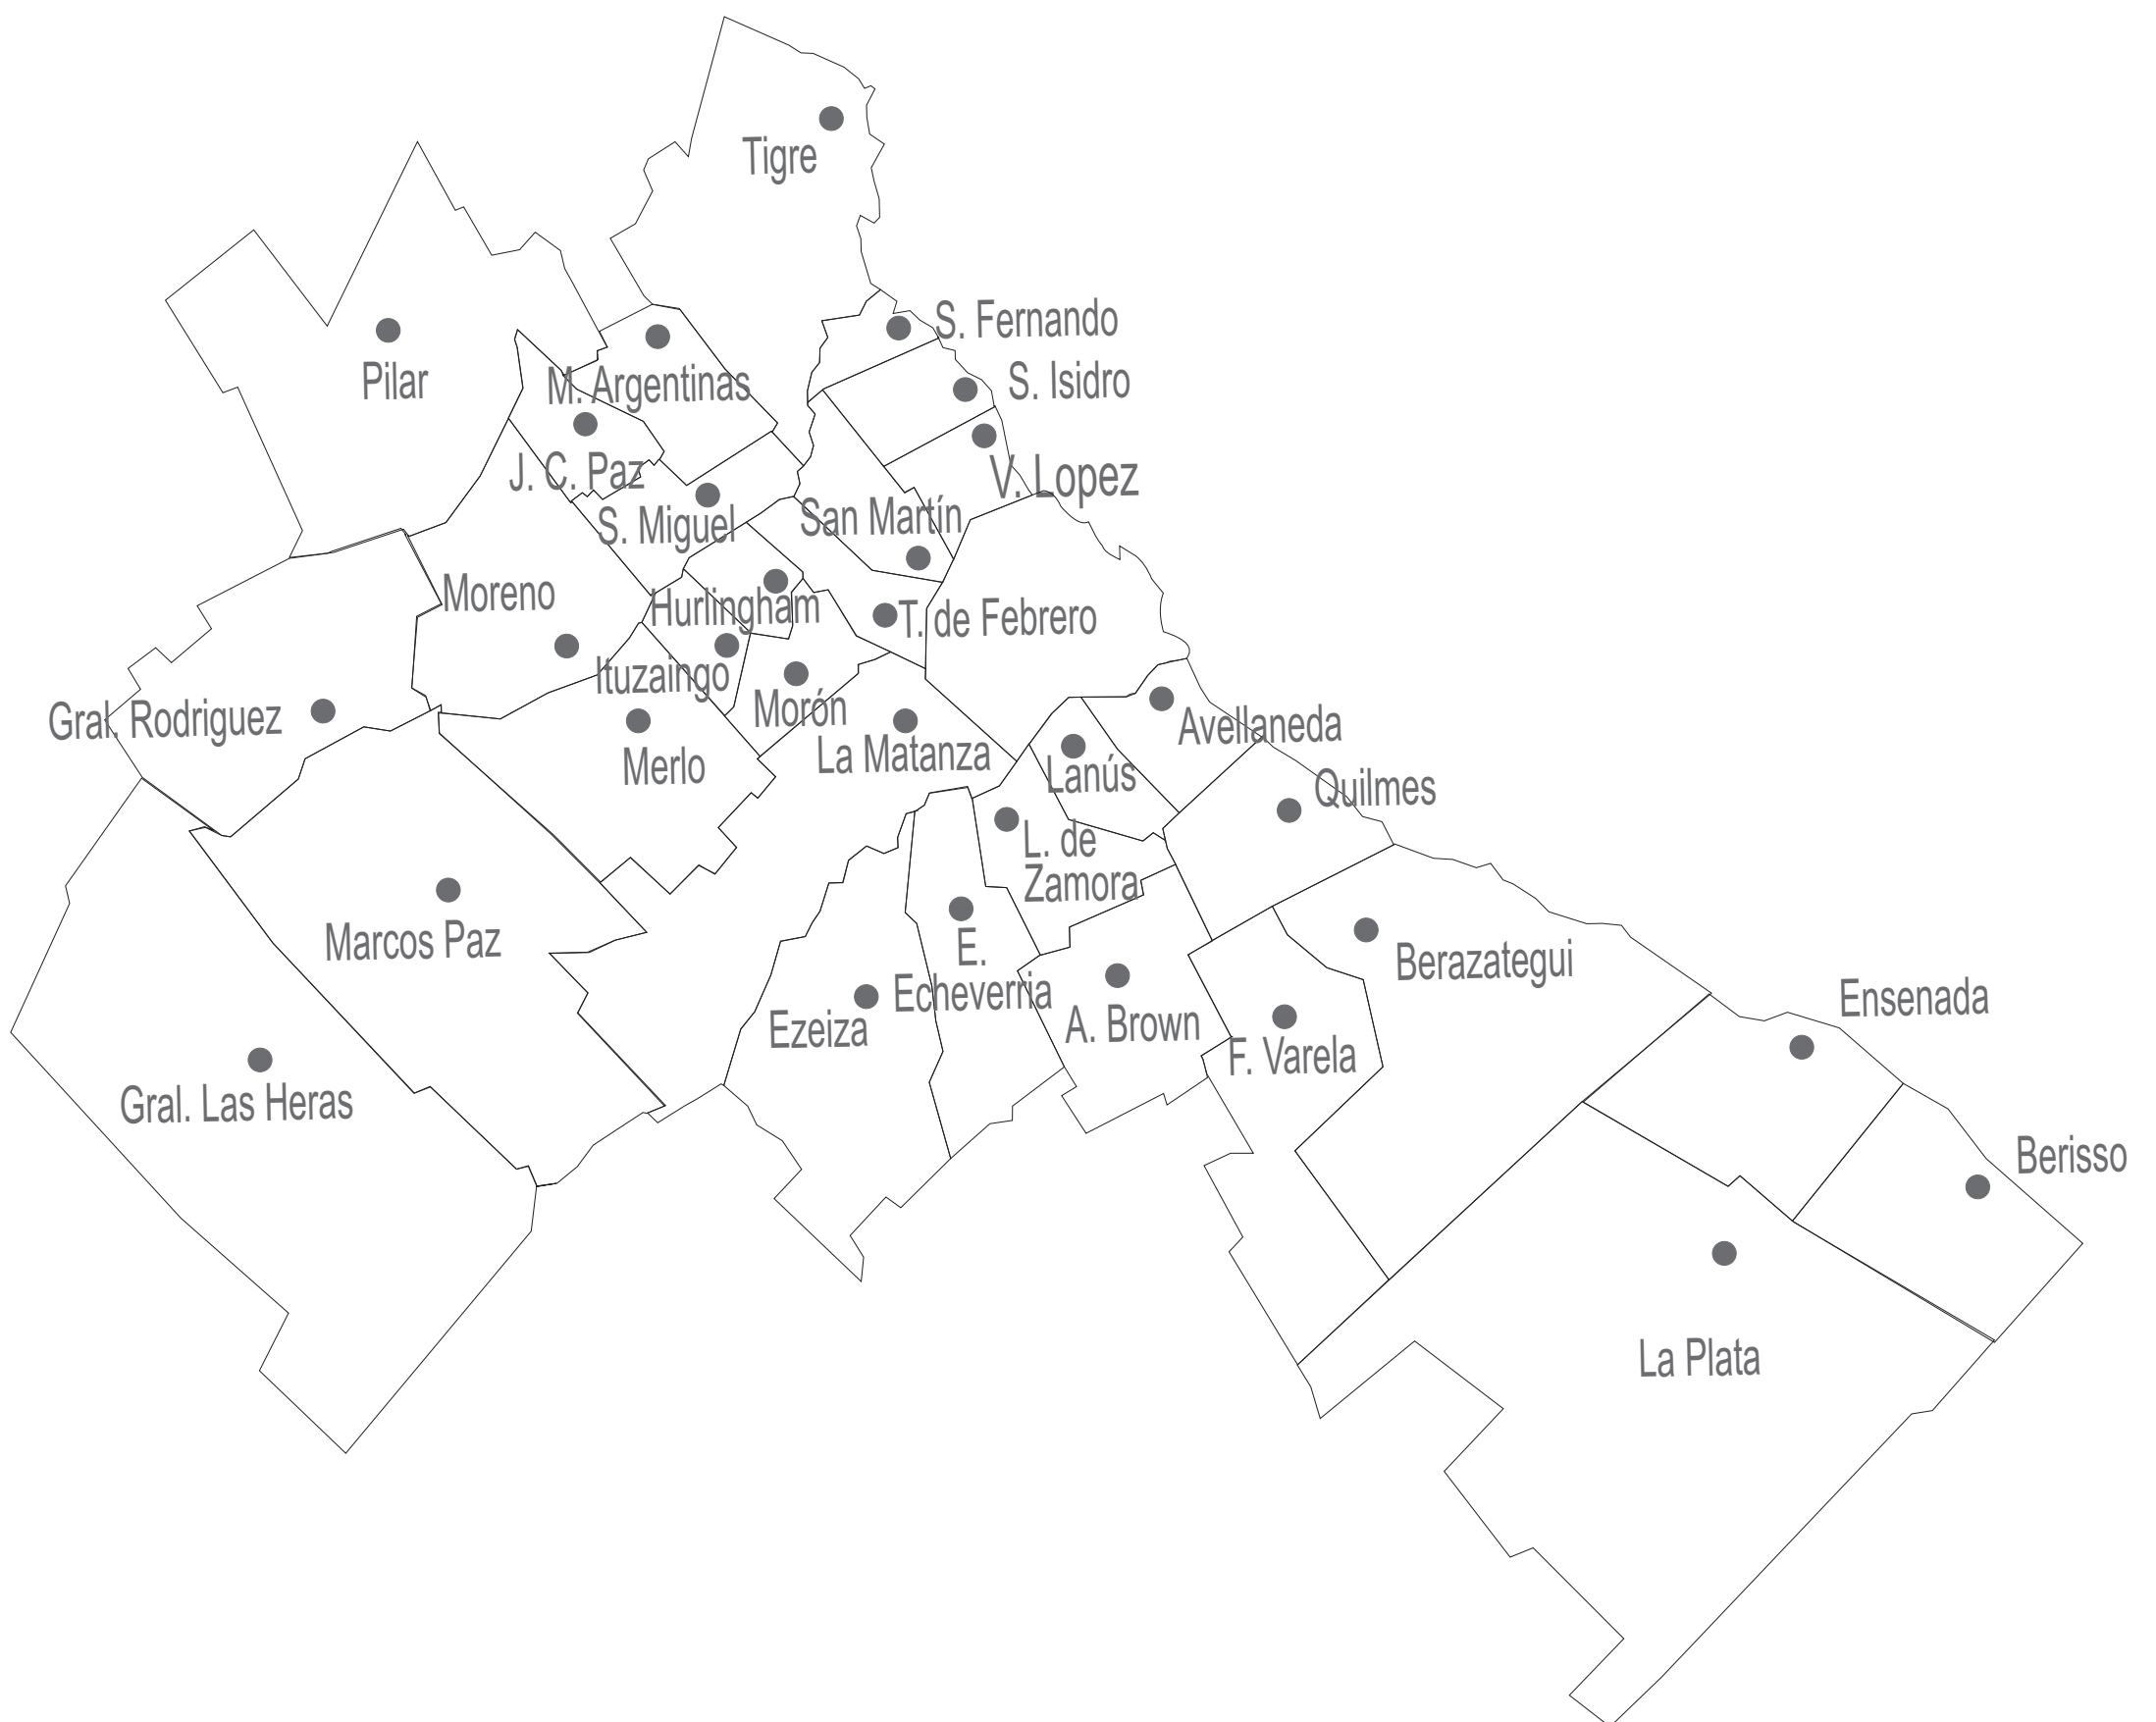 Tigre
S. Fernando
Pilar
M. Argentinas
S. Isidro
J. C. Paz
V. Lopez
S. Miguel
San Martín
Moreno
Hurlingham
T. de Febrero
Ituzaingo
Gral. Rodriguez
Morón
Avellaneda
Merlo
La Matanza
Lanús
Quilmes
L. de
Zamora
Marcos Paz
E.
Echeverria
Berazategui
Ezeiza
A. Brown
Ensenada
F. Varela
Gral. Las Heras
Berisso
La Plata